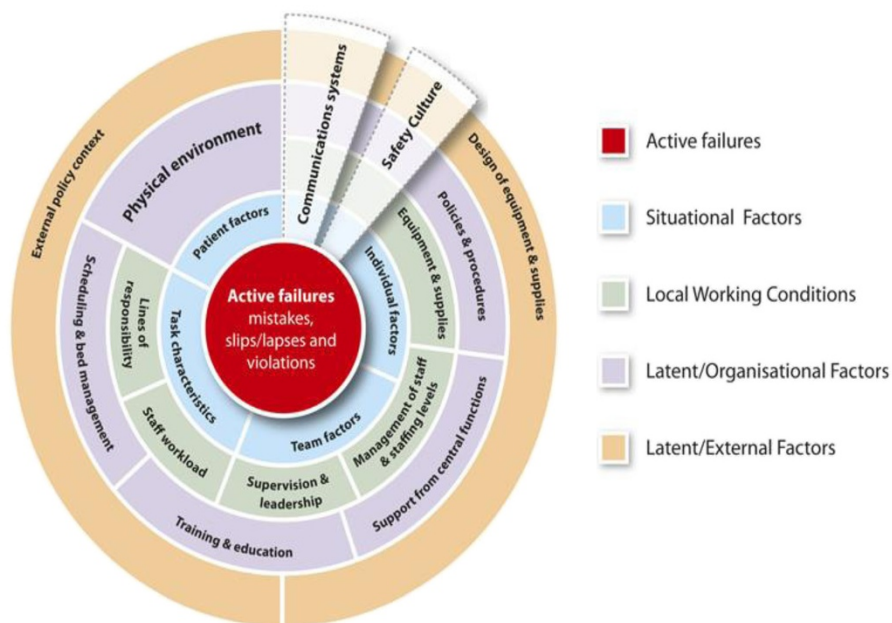 Communications systems
Safety Culture
External policy context
Physical environment
Design of equipment & supplies
Policies & procedures
Patient factors
Equipment & supplies
Individual factors
Scheduling & bed management
Lines of
responsibility
Task characteristics
Active failures
mistakes,
slips/lapses and
violations
Staff workload
Team factors
Management of staff
& staffing levels
Supervision &
leadership
Support from central functions
Training & education
Active failures
Situational Factors
Local Working Conditions
Latent/Organisational Factors
Latent/External Factors